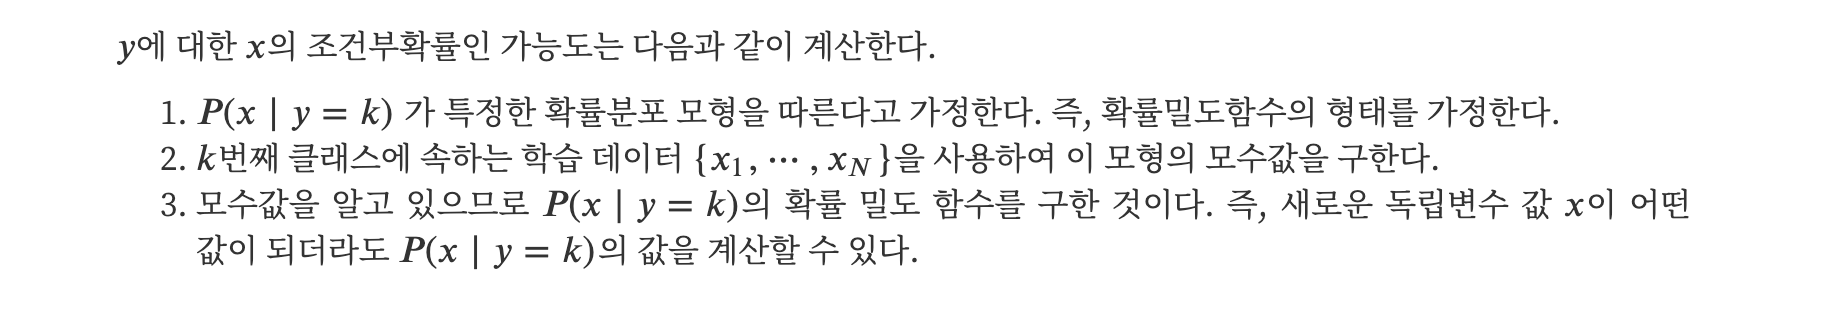 y에 대한 x의 조건부확률인 가능도는 다음과 같이 계산한다.
1. P(x | y = k) 가 특정한 확률분포 모형을 따른다고 가정한다. 즉, 확률밀도함수의 형태를 가정한다.
2. k번째 클래스에 속하는 학습 데이터 {x₁, ⋯ , x_N}을 사용하여 이 모형의 모수값을 구한다.
3. 모수값을 알고 있으므로 P(x | y = k)의 확률 밀도 함수를 구한 것이다. 즉, 새로운 독립변수 값 x이 어떤
값이 되더라도 P(x | y = k)의 값을 계산할 수 있다.